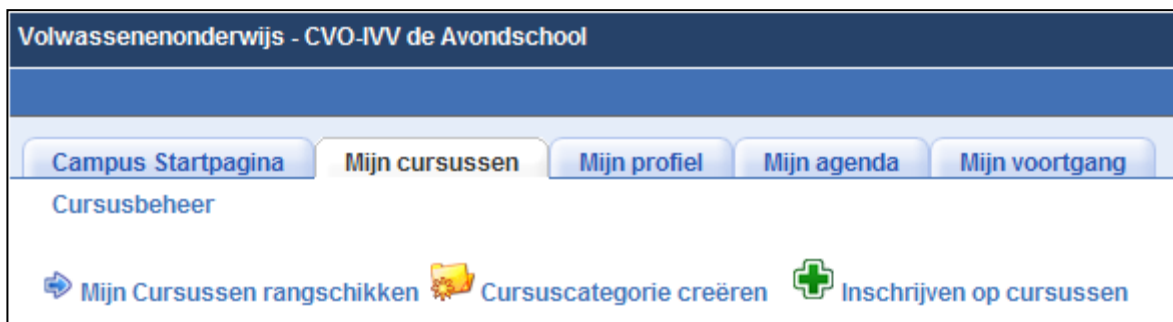 Volwassenenonderwijs - CVO-IVV de Avondschool
Campus Startpagina Mijn cursussen Mijn profiel Mijn agenda Mijn voortgang
Cursusbeheer
Mijn Cursussen rangschikken Cursuscategorie creëren Inschrijven op cursussen